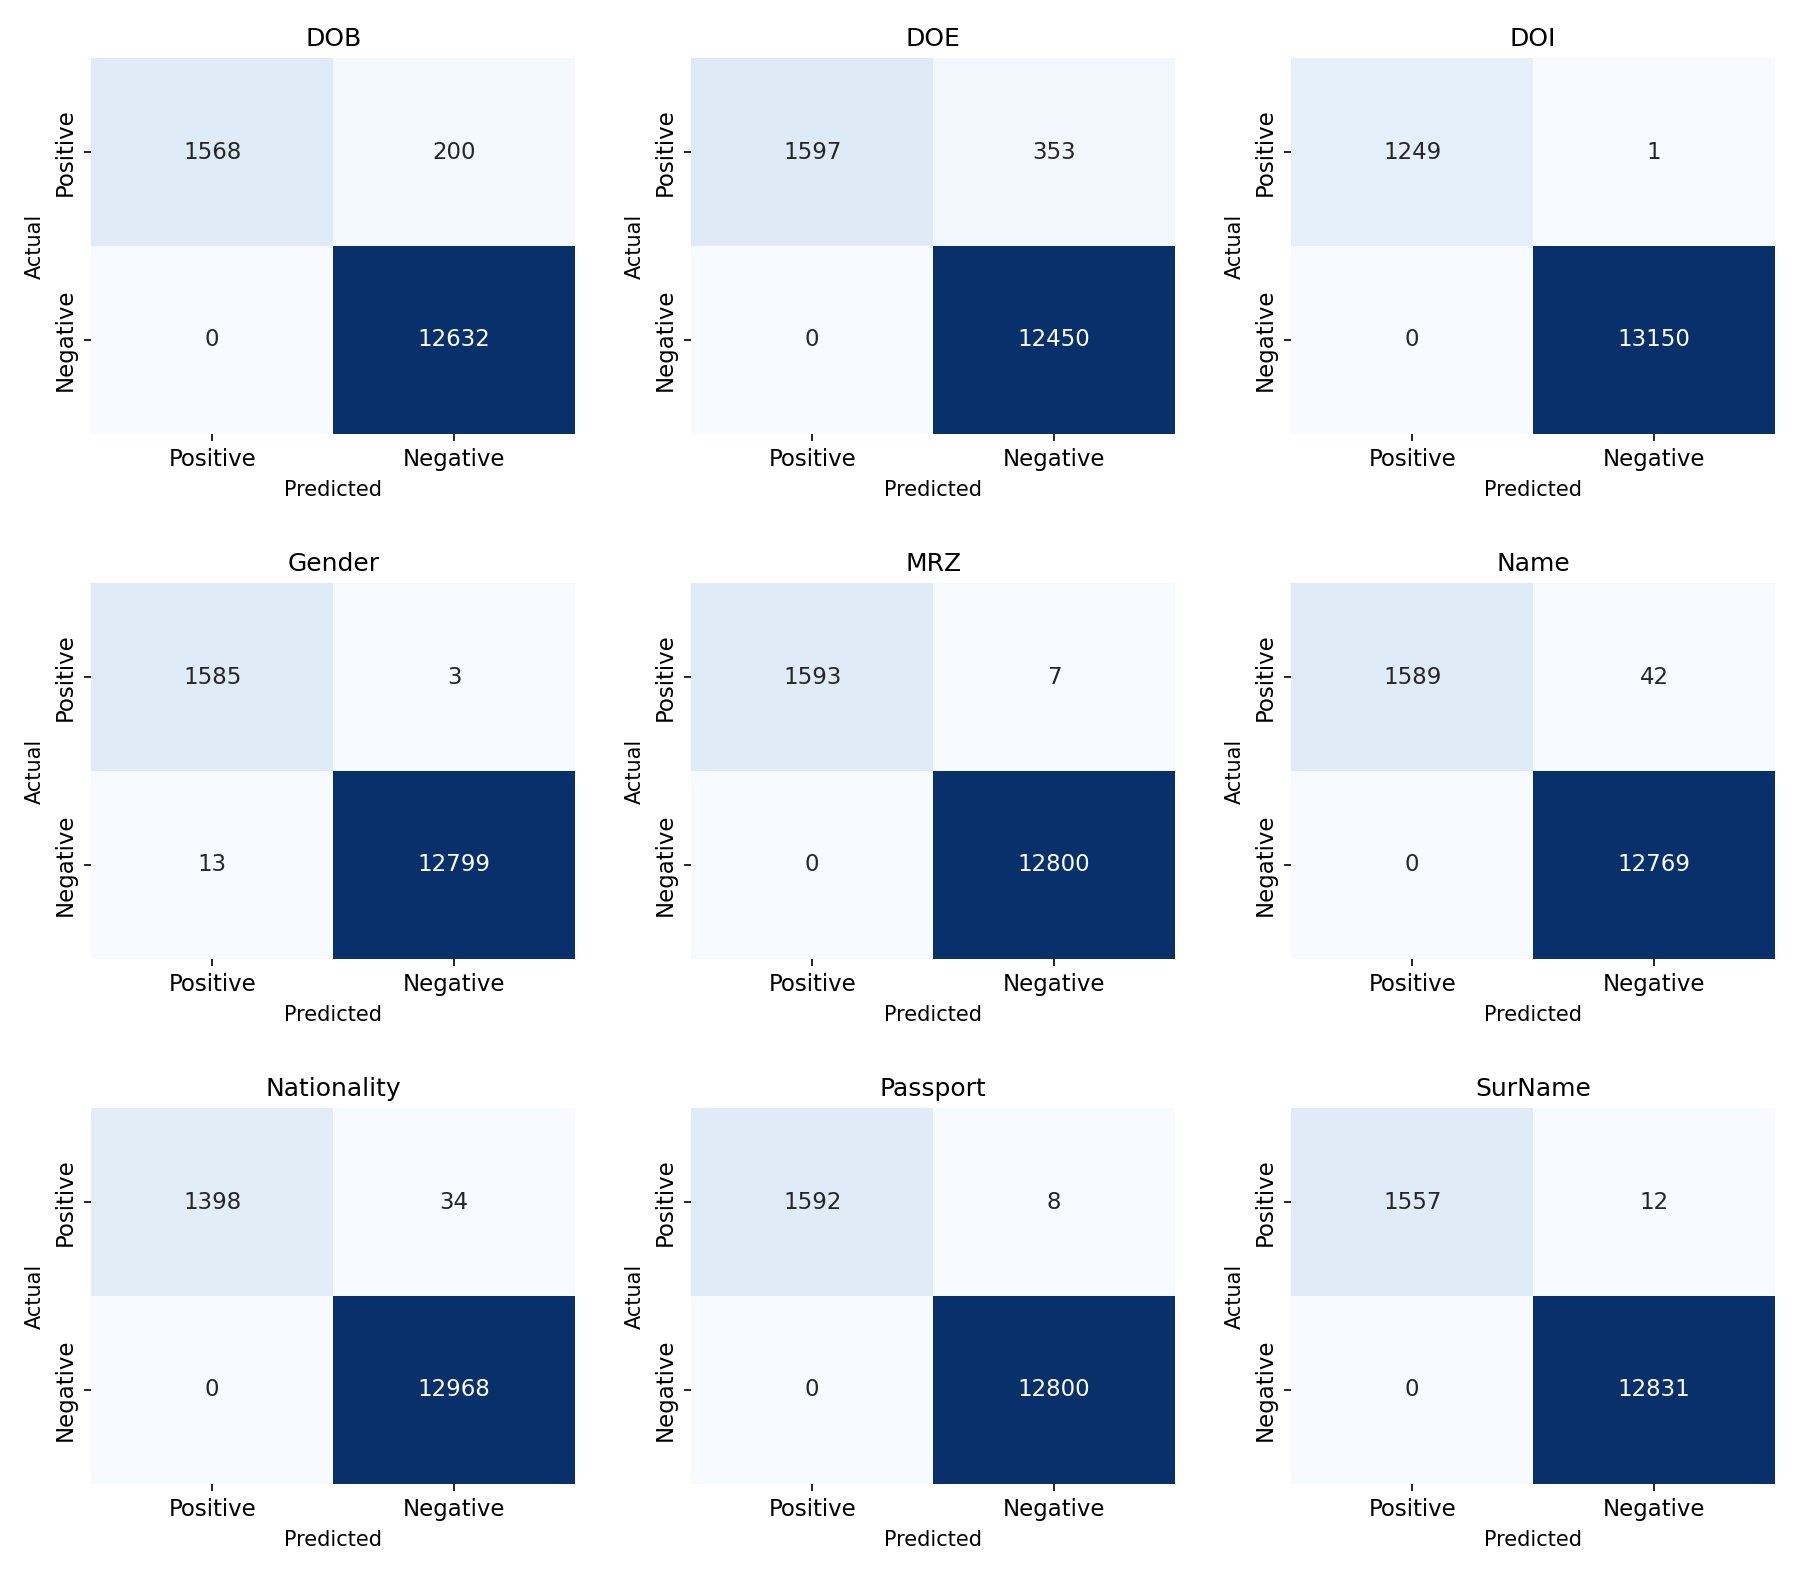 DOB
DOE
DOI
Positive
1568
200
Positive
1597
353
Positive
1249
1
Actual
Actual
Actual
Negative
0
12632
Negative
0
12450
Negative
0
13150
Positive
Negative
Positive
Negative
Positive
Negative
Predicted
Predicted
Predicted
Gender
MRZ
Name
Positive
1585
3
Positive
1593
7
Positive
1589
42
Actual
Actual
Actual
Negative
13
12799
Negative
0
12800
Negative
0
12769
Positive
Negative
Positive
Negative
Positive
Negative
Predicted
Predicted
Predicted
Nationality
Passport
SurName
Positive
1398
34
Positive
1592
8
Positive
1557
12
Actual
Actual
Actual
Negative
0
12968
Negative
0
12800
Negative
0
12831
Positive
Negative
Positive
Negative
Positive
Negative
Predicted
Predicted
Predicted